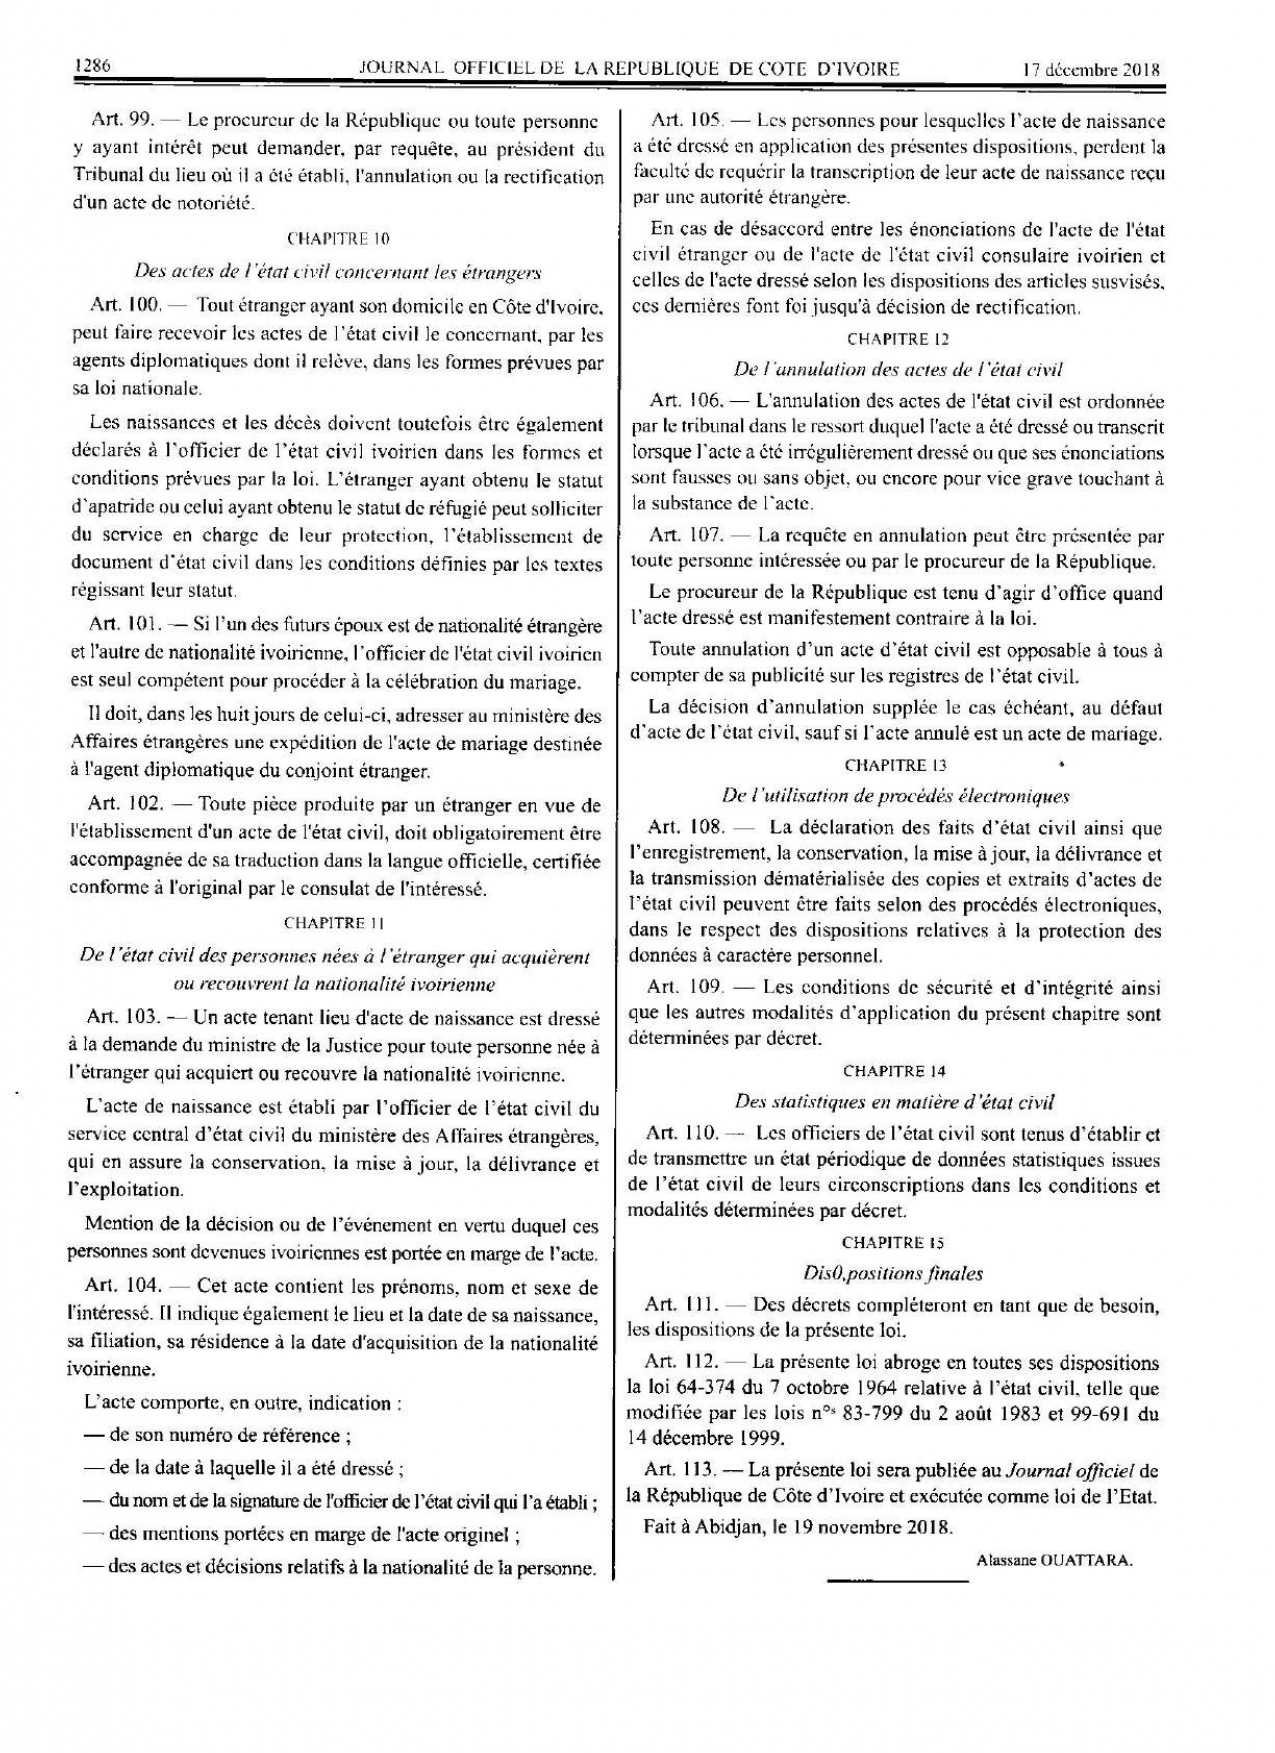 1286
JOURNAL OFFICIEL DE LA REPUBLIQUE DE COTE D'IVOIRE
17 décembre 2018
Art. 99. — Le procureur de la République ou toute personne
y ayant intérêt peut demander, par requête, au président du
Tribunal du lieu où il a été établi, l'annulation ou la rectification
d'un acte de notoriété.
CHAPITRE 10
Des actes de l'état civil concernant les étrangers
Art. 100. — Tout étranger ayant son domicile en Côte d'Ivoire,
peut faire recevoir les actes de l'état civil le concernant, par les
agents diplomatiques dont il relève, dans les formes prévues par
sa loi nationale.
Les naissances et les décès doivent toutefois être également
déclarés à l'officier de l'état civil ivoirien dans les formes et
conditions prévues par la loi. L'étranger ayant obtenu le statut
d'apatride ou celui ayant obtenu le statut de réfugié peut solliciter
du service en charge de leur protection, l'établissement de
document d'état civil dans les conditions définies par les textes
régissant leur statut.
Art. 101. — Si l'un des futurs époux est de nationalité étrangère
et l'autre de nationalité ivoirienne, l'officier de l'état civil ivoirien
est seul compétent pour procéder à la célébration du mariage.
Il doit, dans les huit jours de celui-ci, adresser au ministère des
Affaires étrangères une expédition de l'acte de mariage destinée
à l'agent diplomatique du conjoint étranger.
Art. 102. — Toute pièce produite par un étranger en vue de
l'établissement d'un acte de l'état civil, doit obligatoirement être
accompagnée de sa traduction dans la langue officielle, certifiée
conforme à l'original par le consulat de l'intéressé.
CHAPITRE 11
De l'état civil des personnes nées à l'étranger qui acquièrent
ou recouvrent la nationalité ivoirienne
Art. 103. — Un acte tenant lieu d'acte de naissance est dressé
à la demande du ministre de la Justice pour toute personne née à
l'étranger qui acquiert ou recouvre la nationalité ivoirienne.
L'acte de naissance est établi par l'officier de l'état civil du
service central d'état civil du ministère des Affaires étrangères,
qui en assure la conservation, la mise à jour, la délivrance et
l'exploitation.
Mention de la décision ou de l'événement en vertu duquel ces
personnes sont devenues ivoiriennes est portée en marge de l'acte.
Art. 104. — Cet acte contient les prénoms, nom et sexe de
l'intéressé. Il indique également le lieu et la date de sa naissance,
sa filiation, sa résidence à la date d'acquisition de la nationalité
ivoirienne.
L'acte comporte, en outre, indication :
— de son numéro de référence ;
— de la date à laquelle il a été dressé ;
— du nom et de la signature de l'officier de l'état civil qui l'a établi ;
— des mentions portées en marge de l'acte originel ;
— des actes et décisions relatifs à la nationalité de la personne.
Art. 105. — Les personnes pour lesquelles l'acte de naissance
a été dressé en application des présentes dispositions, perdent la
faculté de requérir la transcription de leur acte de naissance reçu
par une autorité étrangère.
En cas de désaccord entre les énonciations de l'acte de l'état
civil étranger ou de l'acte de l'état civil consulaire ivoirien et
celles de l'acte dressé selon les dispositions des articles susvisés,
ces dernières font foi jusqu'à décision de rectification.
CHAPITRE 12
De l'annulation des actes de l'état civil
Art. 106. — L'annulation des actes de l'état civil est ordonnée
par le tribunal dans le ressort duquel l'acte a été dressé ou transcrit
lorsque l'acte a été irrégulièrement dressé ou que ses énonciations
sont fausses ou sans objet, ou encore pour vice grave touchant à
la substance de l'acte.
Art. 107. — La requête en annulation peut être présentée par
toute personne intéressée ou par le procureur de la République.
Le procureur de la République est tenu d'agir d'office quand
l'acte dressé est manifestement contraire à la loi.
Toute annulation d'un acte d'état civil est opposable à tous à
compter de sa publicité sur les registres de l'état civil.
La décision d'annulation supplée le cas échéant, au défaut
d'acte de l'état civil, sauf si l'acte annulé est un acte de mariage.
CHAPITRE 13
De l'utilisation de procédés électroniques
Art. 108. — La déclaration des faits d'état civil ainsi que
l'enregistrement, la conservation, la mise à jour, la délivrance et
la transmission dématérialisée des copies et extraits d'actes de
l'état civil peuvent être faits selon des procédés électroniques,
dans le respect des dispositions relatives à la protection des
données à caractère personnel.
Art. 109. — Les conditions de sécurité et d'intégrité ainsi
que les autres modalités d'application du présent chapitre sont
déterminées par décret.
CHAPITRE 14
Des statistiques en matière d'état civil
Art. 110. — Les officiers de l'état civil sont tenus d'établir et
de transmettre un état périodique de données statistiques issues
de l'état civil de leurs circonscriptions dans les conditions et
modalités déterminées par décret.
CHAPITRE 15
Dis0,positions finales
Art. 111. — Des décrets compléteront en tant que de besoin,
les dispositions de la présente loi.
Art. 112. — La présente loi abroge en toutes ses dispositions
la loi 64-374 du 7 octobre 1964 relative à l'état civil, telle que
modifiée par les lois nᵒˢ 83-799 du 2 août 1983 et 99-691 du
14 décembre 1999.
Art. 113. — La présente loi sera publiée au Journal officiel de
la République de Côte d'Ivoire et exécutée comme loi de l'Etat.
Fait à Abidjan, le 19 novembre 2018.
Alassane OUATTARA.